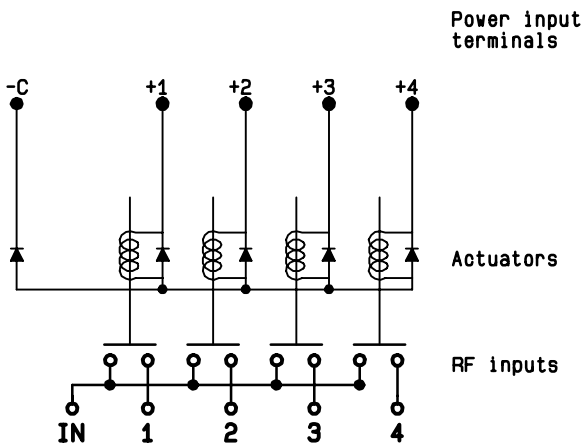 Power input
terminals
-C +1 +2 +3 +4
Actuators
RF inputs
IN 1 2 3 4